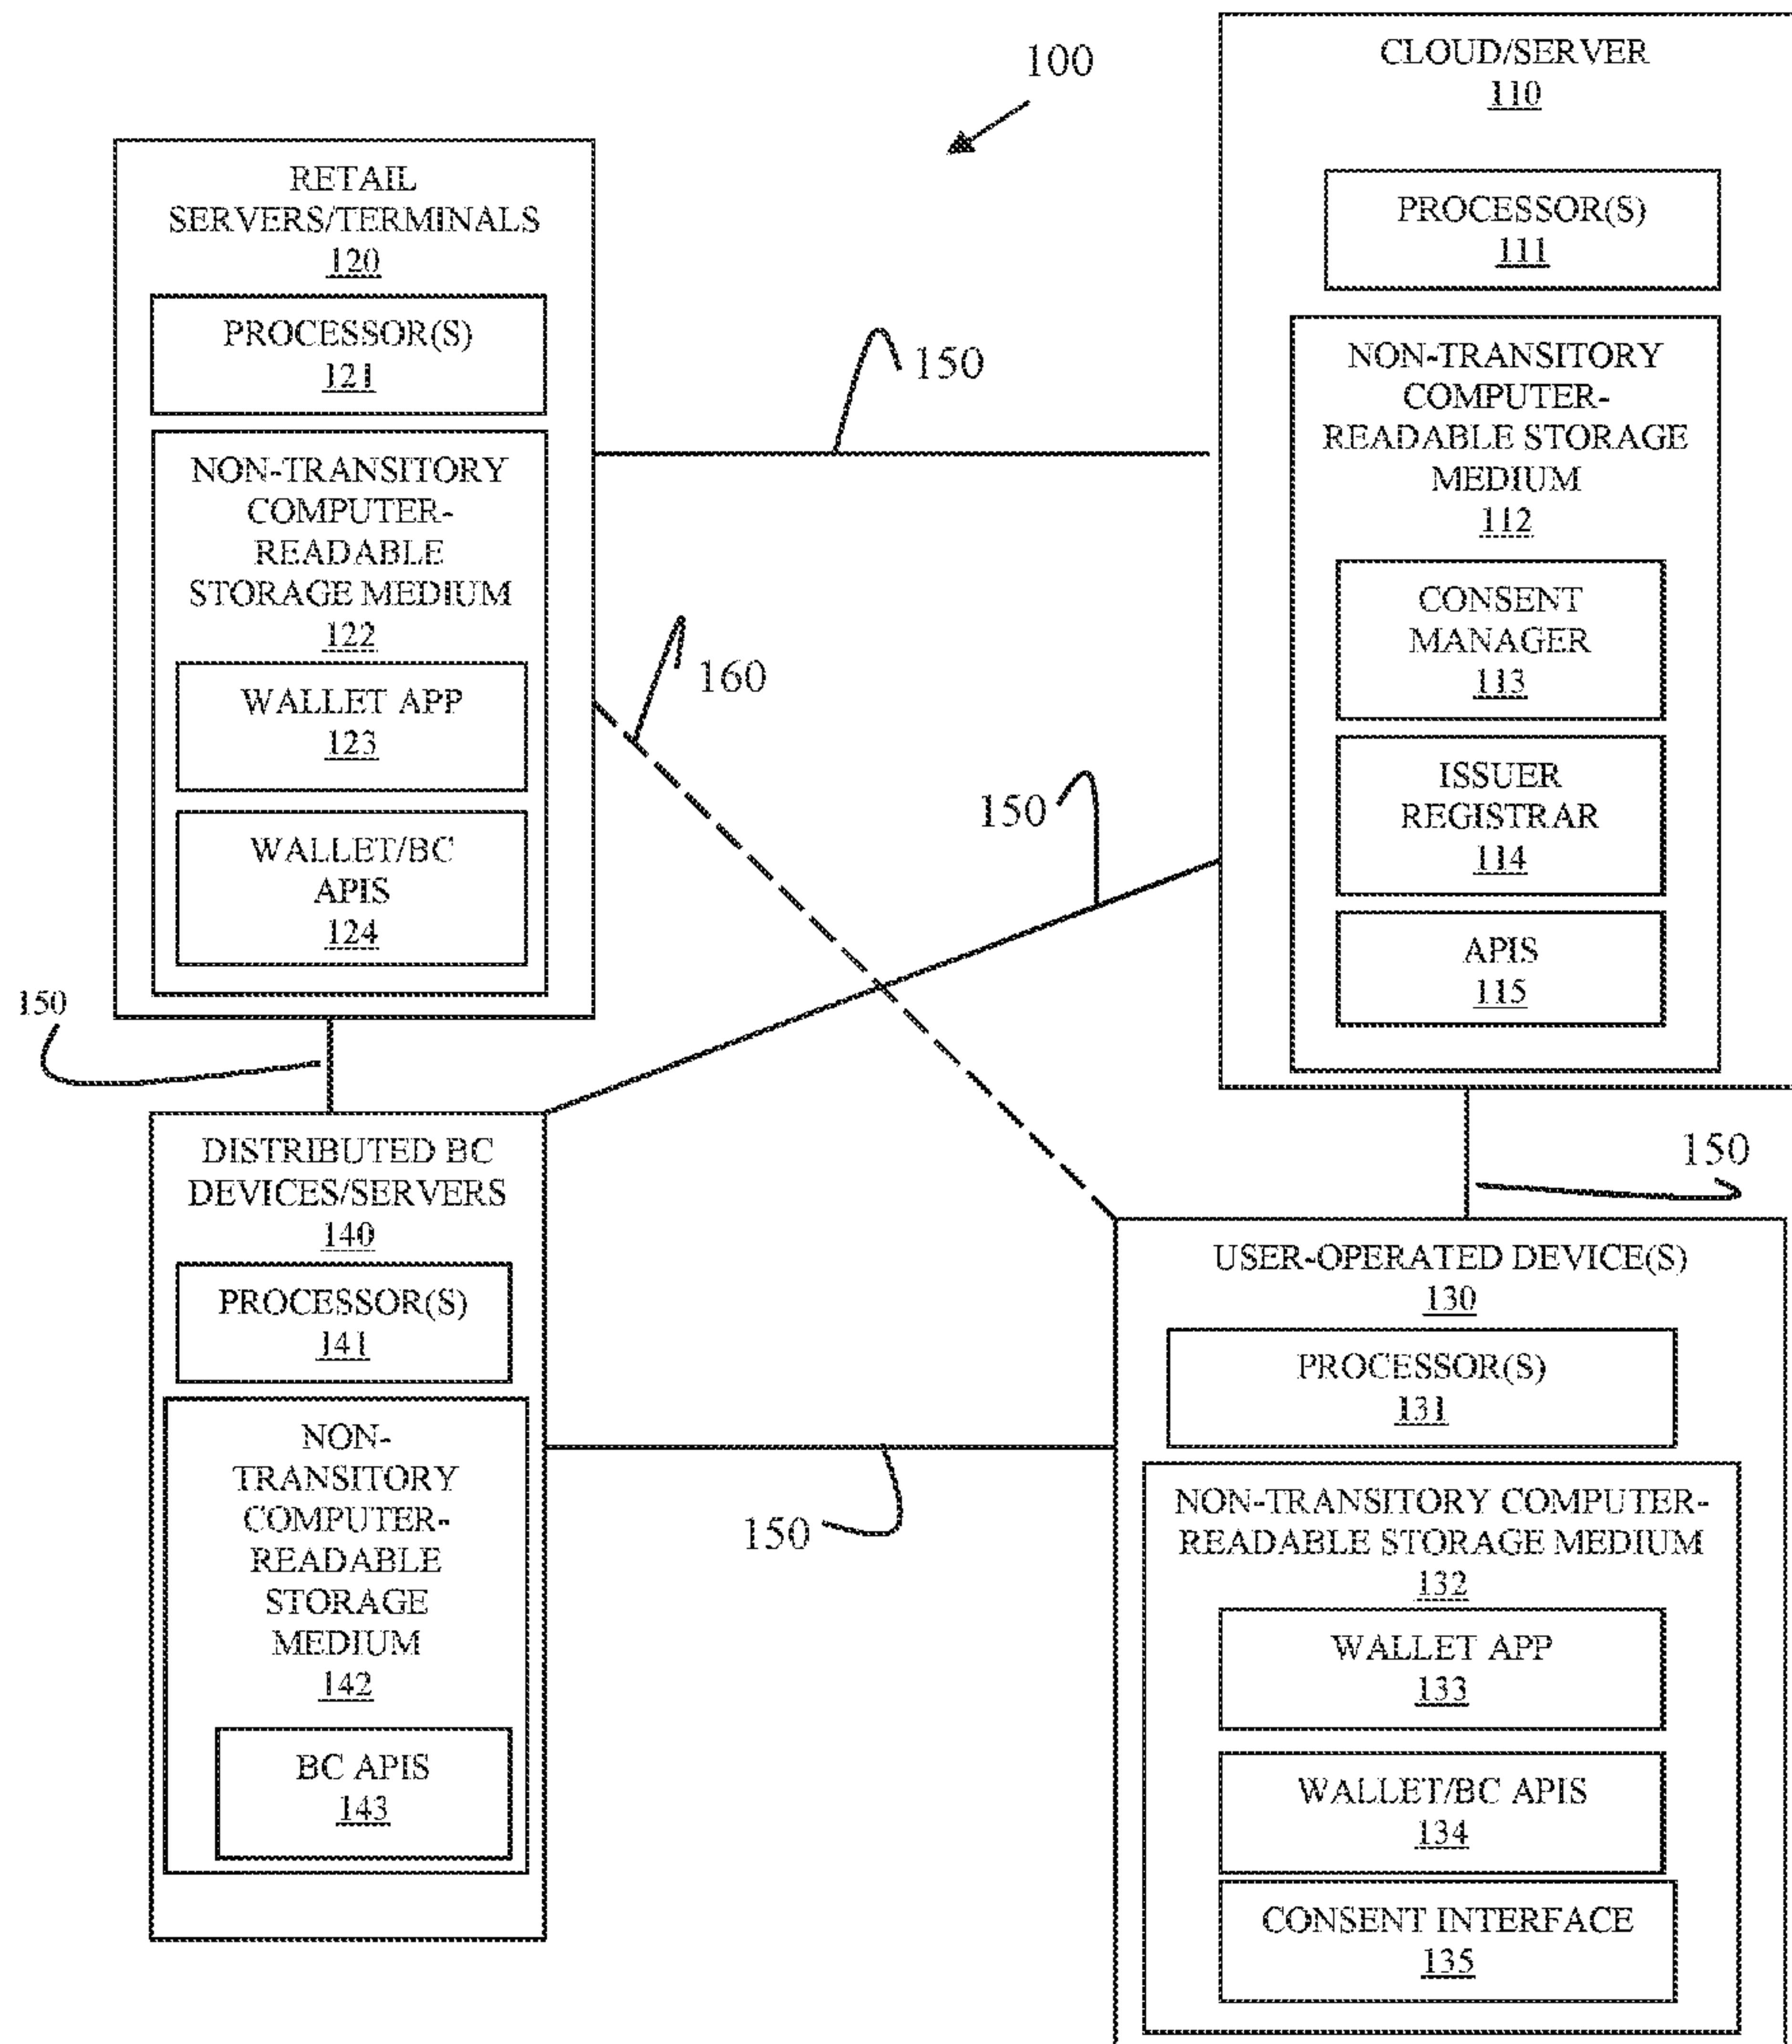 100
CLOUD/SERVER
110
PROCESSOR(S)
111
NON-TRANSITORY
COMPUTER-
READABLE STORAGE
MEDIUM
112
CONSENT
MANAGER
113
ISSUER
REGISTRAR
114
APIS
115
RETAIL
SERVERS/TERMINALS
120
PROCESSOR(S)
121
NON-TRANSITORY
COMPUTER-
READABLE
STORAGE MEDIUM
122
WALLET APP
123
WALLET/BC
APIS
124
150
160
150
150
150
DISTRIBUTED BC
DEVICES/SERVERS
140
PROCESSOR(S)
141
NON-
TRANSITORY
COMPUTER-
READABLE
STORAGE
MEDIUM
142
BC APIS
143
150
USER-OPERATED DEVICE(S)
130
PROCESSOR(S)
131
NON-TRANSITORY COMPUTER-
READABLE STORAGE MEDIUM
132
WALLET APP
133
WALLET/BC APIS
134
CONSENT INTERFACE
135